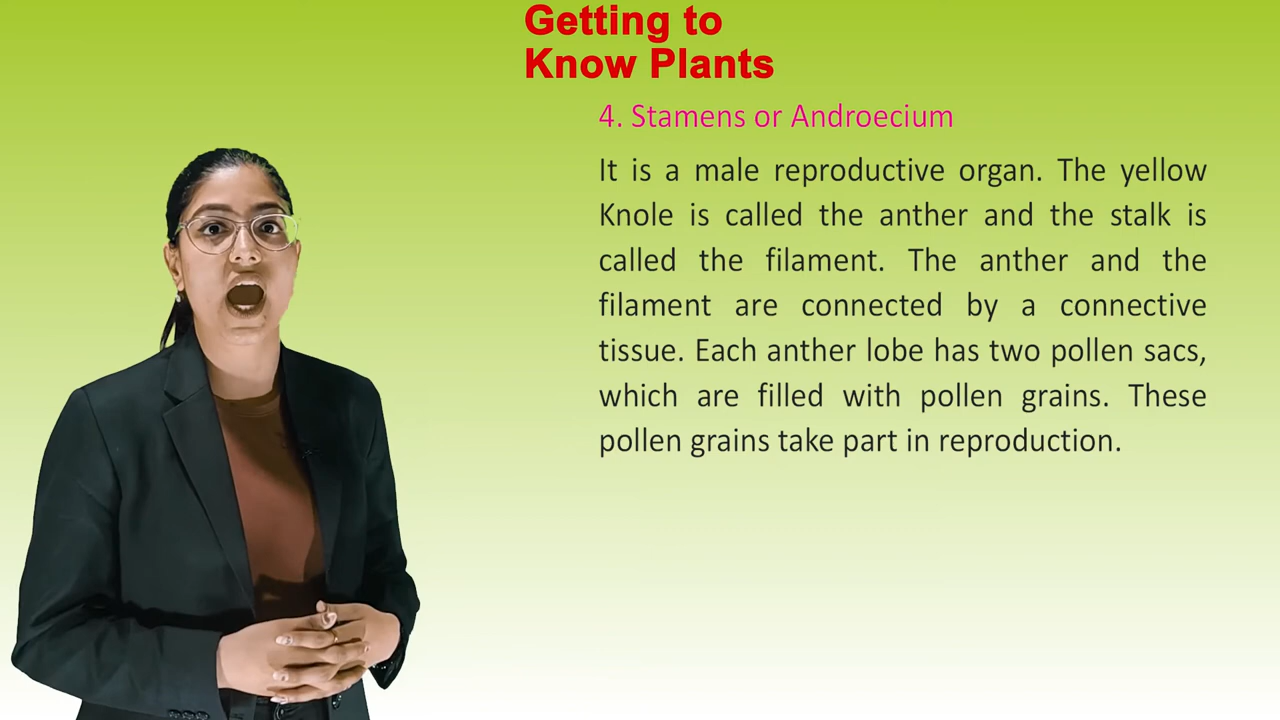 Getting to
Know Plants
4. Stamens or Androecium
It is a male reproductive organ. The yellow
Knole is called the anther and the stalk is
called the filament. The anther and the
filament are connected by a connective
tissue. Each anther lobe has two pollen sacs,
which are filled with pollen grains. These
pollen grains take part in reproduction.